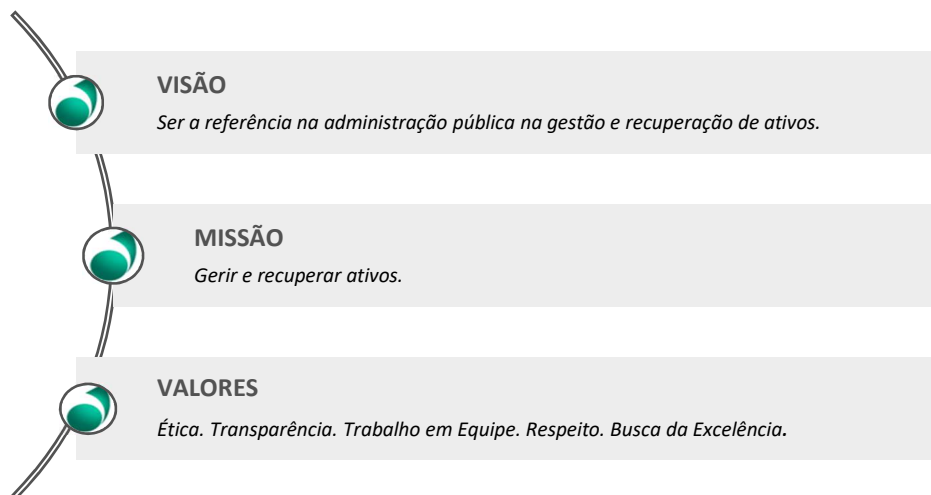 VISÃO
Ser a referência na administração pública na gestão e recuperação de ativos.
MISSÃO
Gerir e recuperar ativos.
VALORES
Ética. Transparência. Trabalho em Equipe. Respeito. Busca da Excelência.